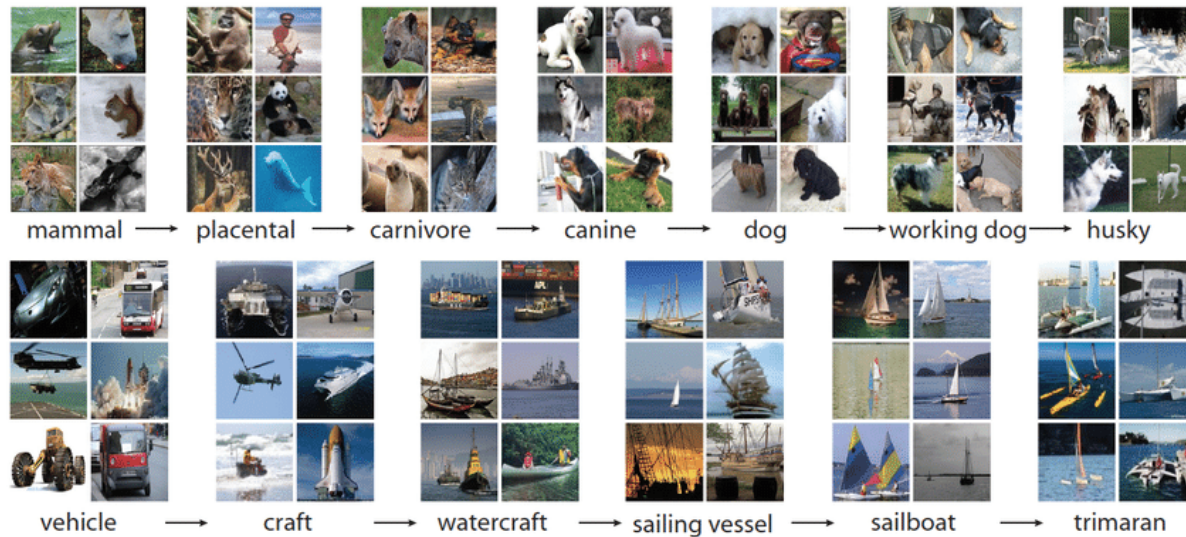 mammal → placental → carnivore → canine → dog → working dog → husky
vehicle → craft → watercraft → sailing vessel → sailboat → trimaran